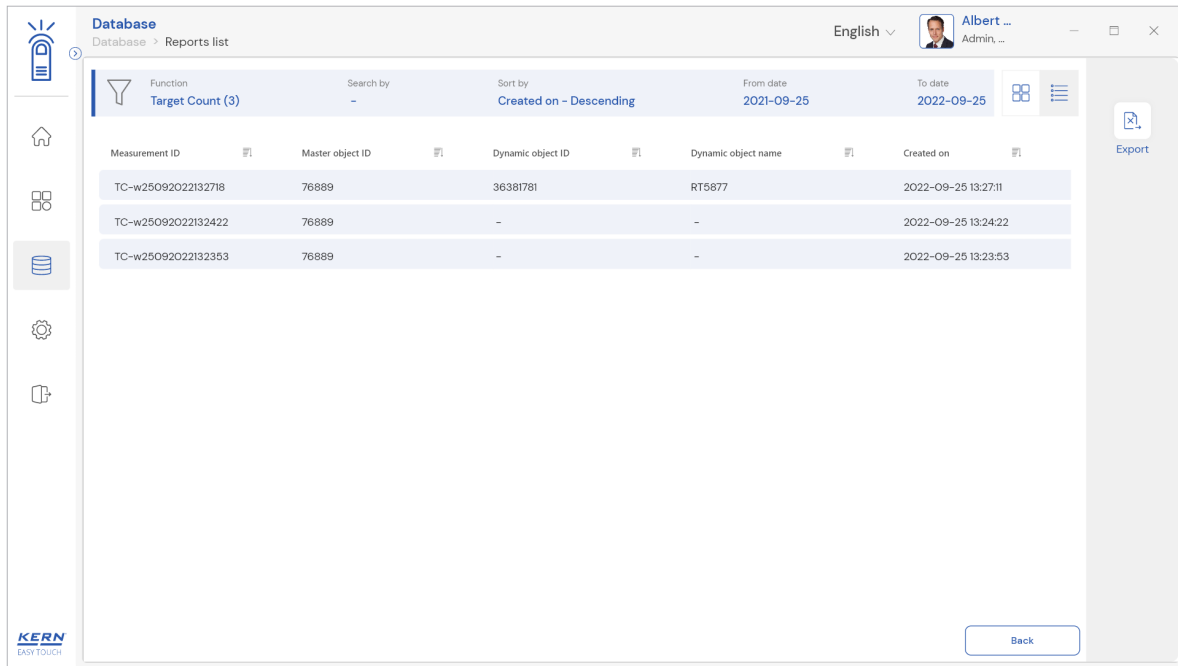 Database
Database > Reports list
English
Albert ...
Admin, ...
Function
Target Count (3)
Search by
-
Sort by
Created on - Descending
From date
2021-09-25
To date
2022-09-25
Export
Measurement ID Master object ID Dynamic object ID Dynamic object name Created on
TC-w25092022132718 76889 36381781 RT5877 2022-09-25 13:27:11
TC-w25092022132422 76889 - - 2022-09-25 13:24:22
TC-w25092022132353 76889 - - 2022-09-25 13:23:53
Back
KERN
EASY TOUCH